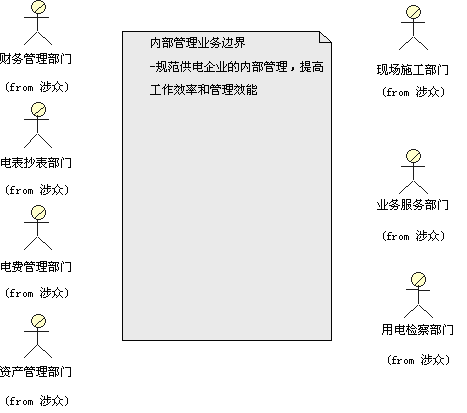 财务管理部门
(from 涉众)
电表抄表部门
(from 涉众)
电费管理部门
(from 涉众)
资产管理部门
(from 涉众)
内部管理业务边界
-规范供电企业的内部管理，提高
工作效率和管理效能
现场施工部门
(from 涉众)
业务服务部门
(from 涉众)
用电检察部门
(from 涉众)